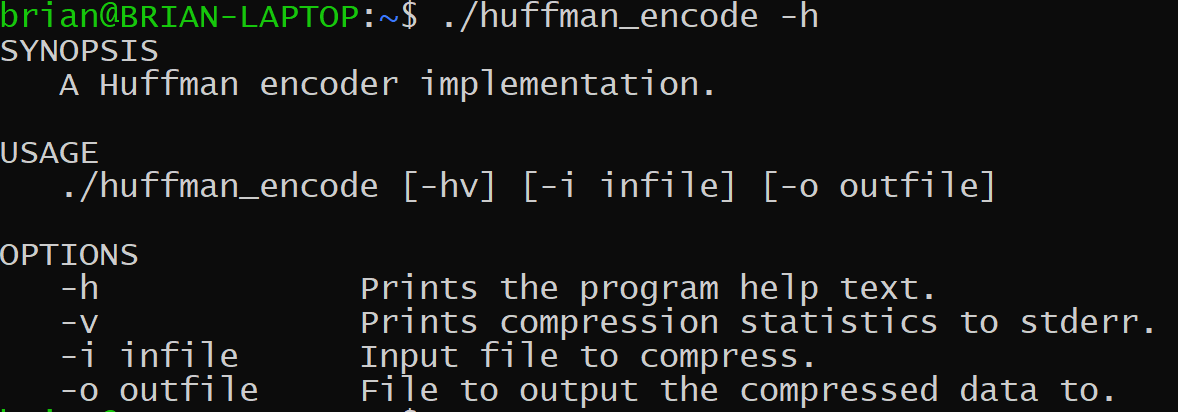 brian@BRIAN-LAPTOP:~$ ./huffman_encode -h
SYNOPSIS
   A Huffman encoder implementation.

USAGE
   ./huffman_encode [-hv] [-i infile] [-o outfile]

OPTIONS
   -h             Prints the program help text.
   -v             Prints compression statistics to stderr.
   -i infile      Input file to compress.
   -o outfile     File to output the compressed data to.